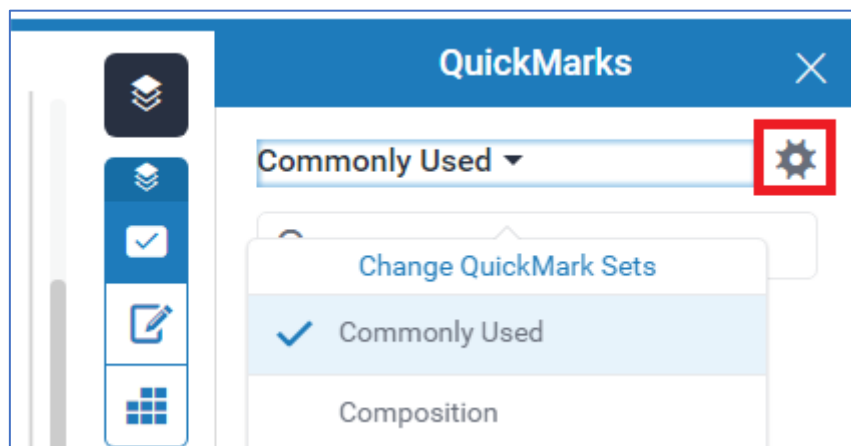 QuickMarks
Commonly Used
Change QuickMark Sets
Commonly Used
Composition